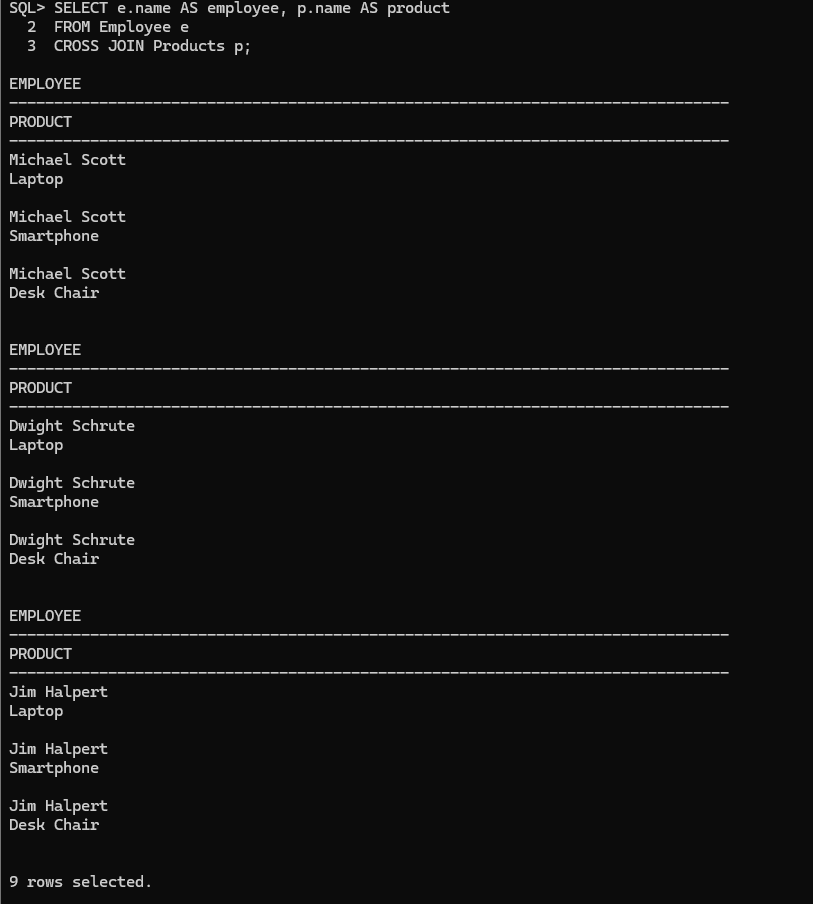 SQL> SELECT e.name AS employee, p.name AS product
  2  FROM Employee e
  3  CROSS JOIN Products p;

EMPLOYEE
--------------------------------------------------------------------------------
PRODUCT
--------------------------------------------------------------------------------
Michael Scott
Laptop

Michael Scott
Smartphone

Michael Scott
Desk Chair


EMPLOYEE
--------------------------------------------------------------------------------
PRODUCT
--------------------------------------------------------------------------------
Dwight Schrute
Laptop

Dwight Schrute
Smartphone

Dwight Schrute
Desk Chair


EMPLOYEE
--------------------------------------------------------------------------------
PRODUCT
--------------------------------------------------------------------------------
Jim Halpert
Laptop

Jim Halpert
Smartphone

Jim Halpert
Desk Chair


9 rows selected.